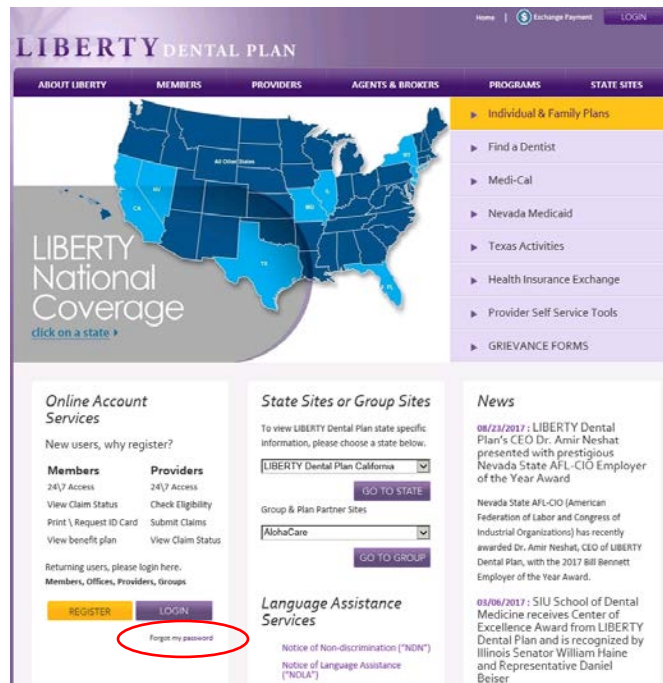 Home | $ Exchange Payment LOGIN
LIBERTY DENTAL PLAN
ABOUT LIBERTY MEMBERS PROVIDERS AGENTS & BROKERS PROGRAMS STATE SITES
All Other States
NV
CA
TX
MO
IL
NY
FL
LIBERTY
National
Coverage
click on a state
Individual & Family Plans
Find a Dentist
Medi-Cal
Nevada Medicaid
Texas Activities
Health Insurance Exchange
Provider Self Service Tools
GRIEVANCE FORMS
Online Account
Services
New users, why register?
Members Providers
24\7 Access 24\7 Access
View Claim Status Check Eligibility
Print \ Request ID Card Submit Claims
View benefit plan View Claim Status
Returning users, please login here.
Members, Offices, Providers, Groups
REGISTER LOGIN
Forgot my password
State Sites or Group Sites
To view LIBERTY Dental Plan state specific
information, please choose a state below.
LIBERTY Dental Plan California
GO TO STATE
Group & Plan Partner Sites
AlohaCare
GO TO GROUP
Language Assistance
Services
Notice of Non-discrimination ("NDN")
Notice of Language Assistance
("NOLA")
News
08/23/2017 : LIBERTY Dental
Plan's CEO Dr. Amir Neshat
presented with prestigious
Nevada State AFL-CIO Employer
of the Year Award
Nevada State AFL-CIO (American
Federation of Labor and Congress of
Industrial Organizations) has recently
awarded Dr. Amir Neshat, CEO of LIBERTY
Dental Plan, with the 2017 Bill Bennett
Employer of the Year Award.
03/06/2017 : SIU School of Dental
Medicine receives Center of
Excellence Award from LIBERTY
Dental Plan and is recognized by
Illinois Senator William Haine
and Representative Daniel
Beiser